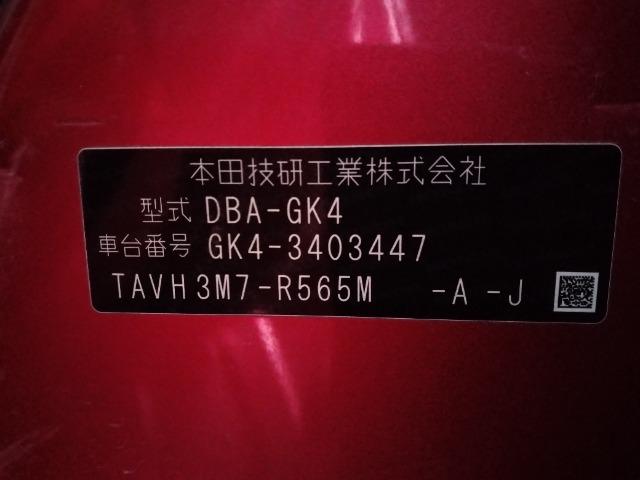 本田技研工業株式会社
型式 DBA-GK4
車台番号 GK4-3403447
TAVH3M7-R565M -A-J